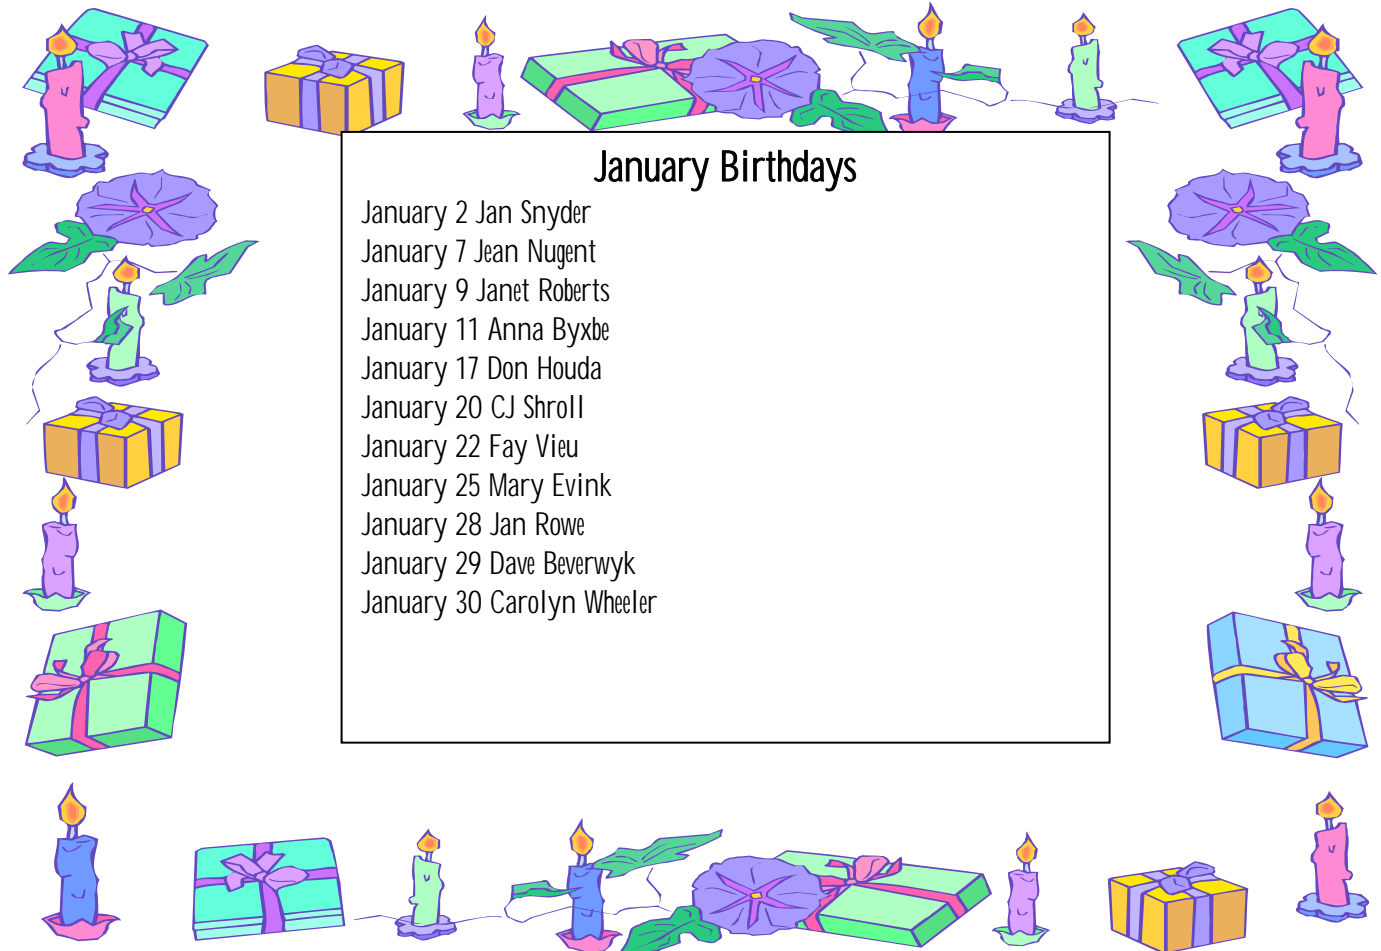 January Birthdays
January 2 Jan Snyder
January 7 Jean Nugent
January 9 Janet Roberts
January 11 Anna Byxbe
January 17 Don Houda
January 20 CJ Shroll
January 22 Fay Vieu
January 25 Mary Evink
January 28 Jan Rowe
January 29 Dave Beverwyk
January 30 Carolyn Wheeler